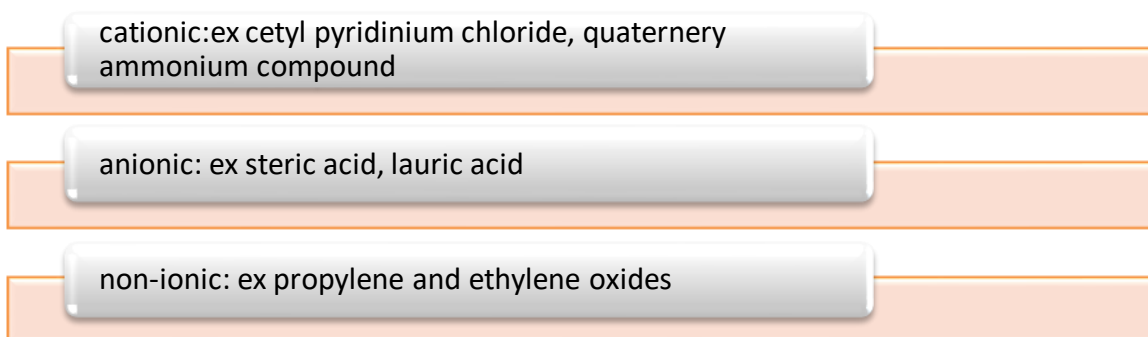 cationic:ex cetyl pyridinium chloride, quaternery
ammonium compound
anionic: ex steric acid, lauric acid
non-ionic: ex propylene and ethylene oxides